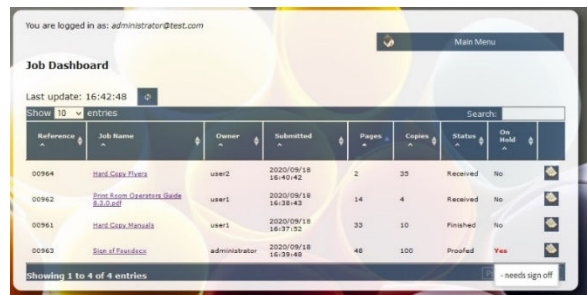 You are logged in as: administrator@test.com
Main Menu
Job Dashboard
Last update: 16:42:48
Show 10 entries
Search:
Reference Job Name Owner Submitted Pages Copies Status On Hold
00964 Hard Copy Flyers user2 2020/09/18 16:40:42 2 35 Received No
00962 Print Room Operators Guide 8.3.0.pdf user1 2020/09/18 16:38:43 14 4 Received No
00961 Hard Copy Manuals user1 2020/09/18 16:37:52 33 10 Finished No
00963 Sign of Four.docx administrator 2020/09/18 16:39:48 48 100 Proofed Yes
Showing 1 to 4 of 4 entries
- needs sign off